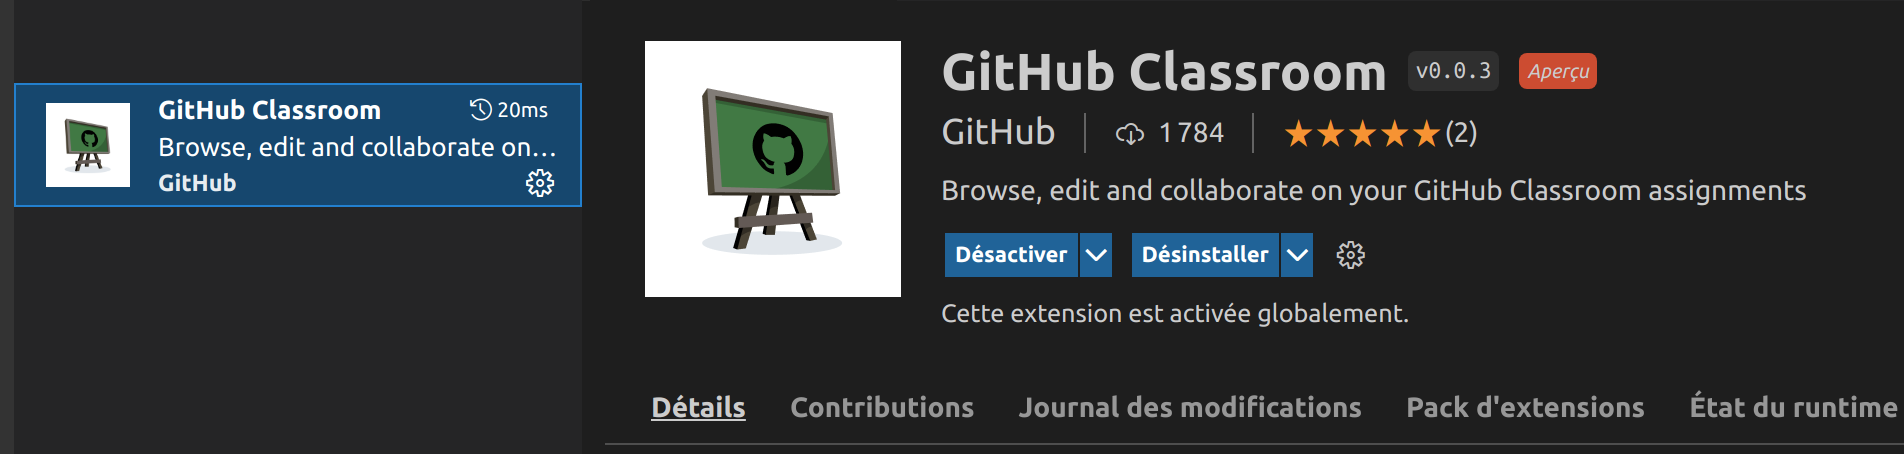 GitHub Classroom 20ms
Browse, edit and collaborate on...
GitHub
GitHub Classroom v0.0.3 Aperçu
GitHub 1 784 (2)
Browse, edit and collaborate on your GitHub Classroom assignments
Désactiver Désinstaller
Cette extension est activée globalement.
Détails Contributions Journal des modifications Pack d'extensions État du runtime